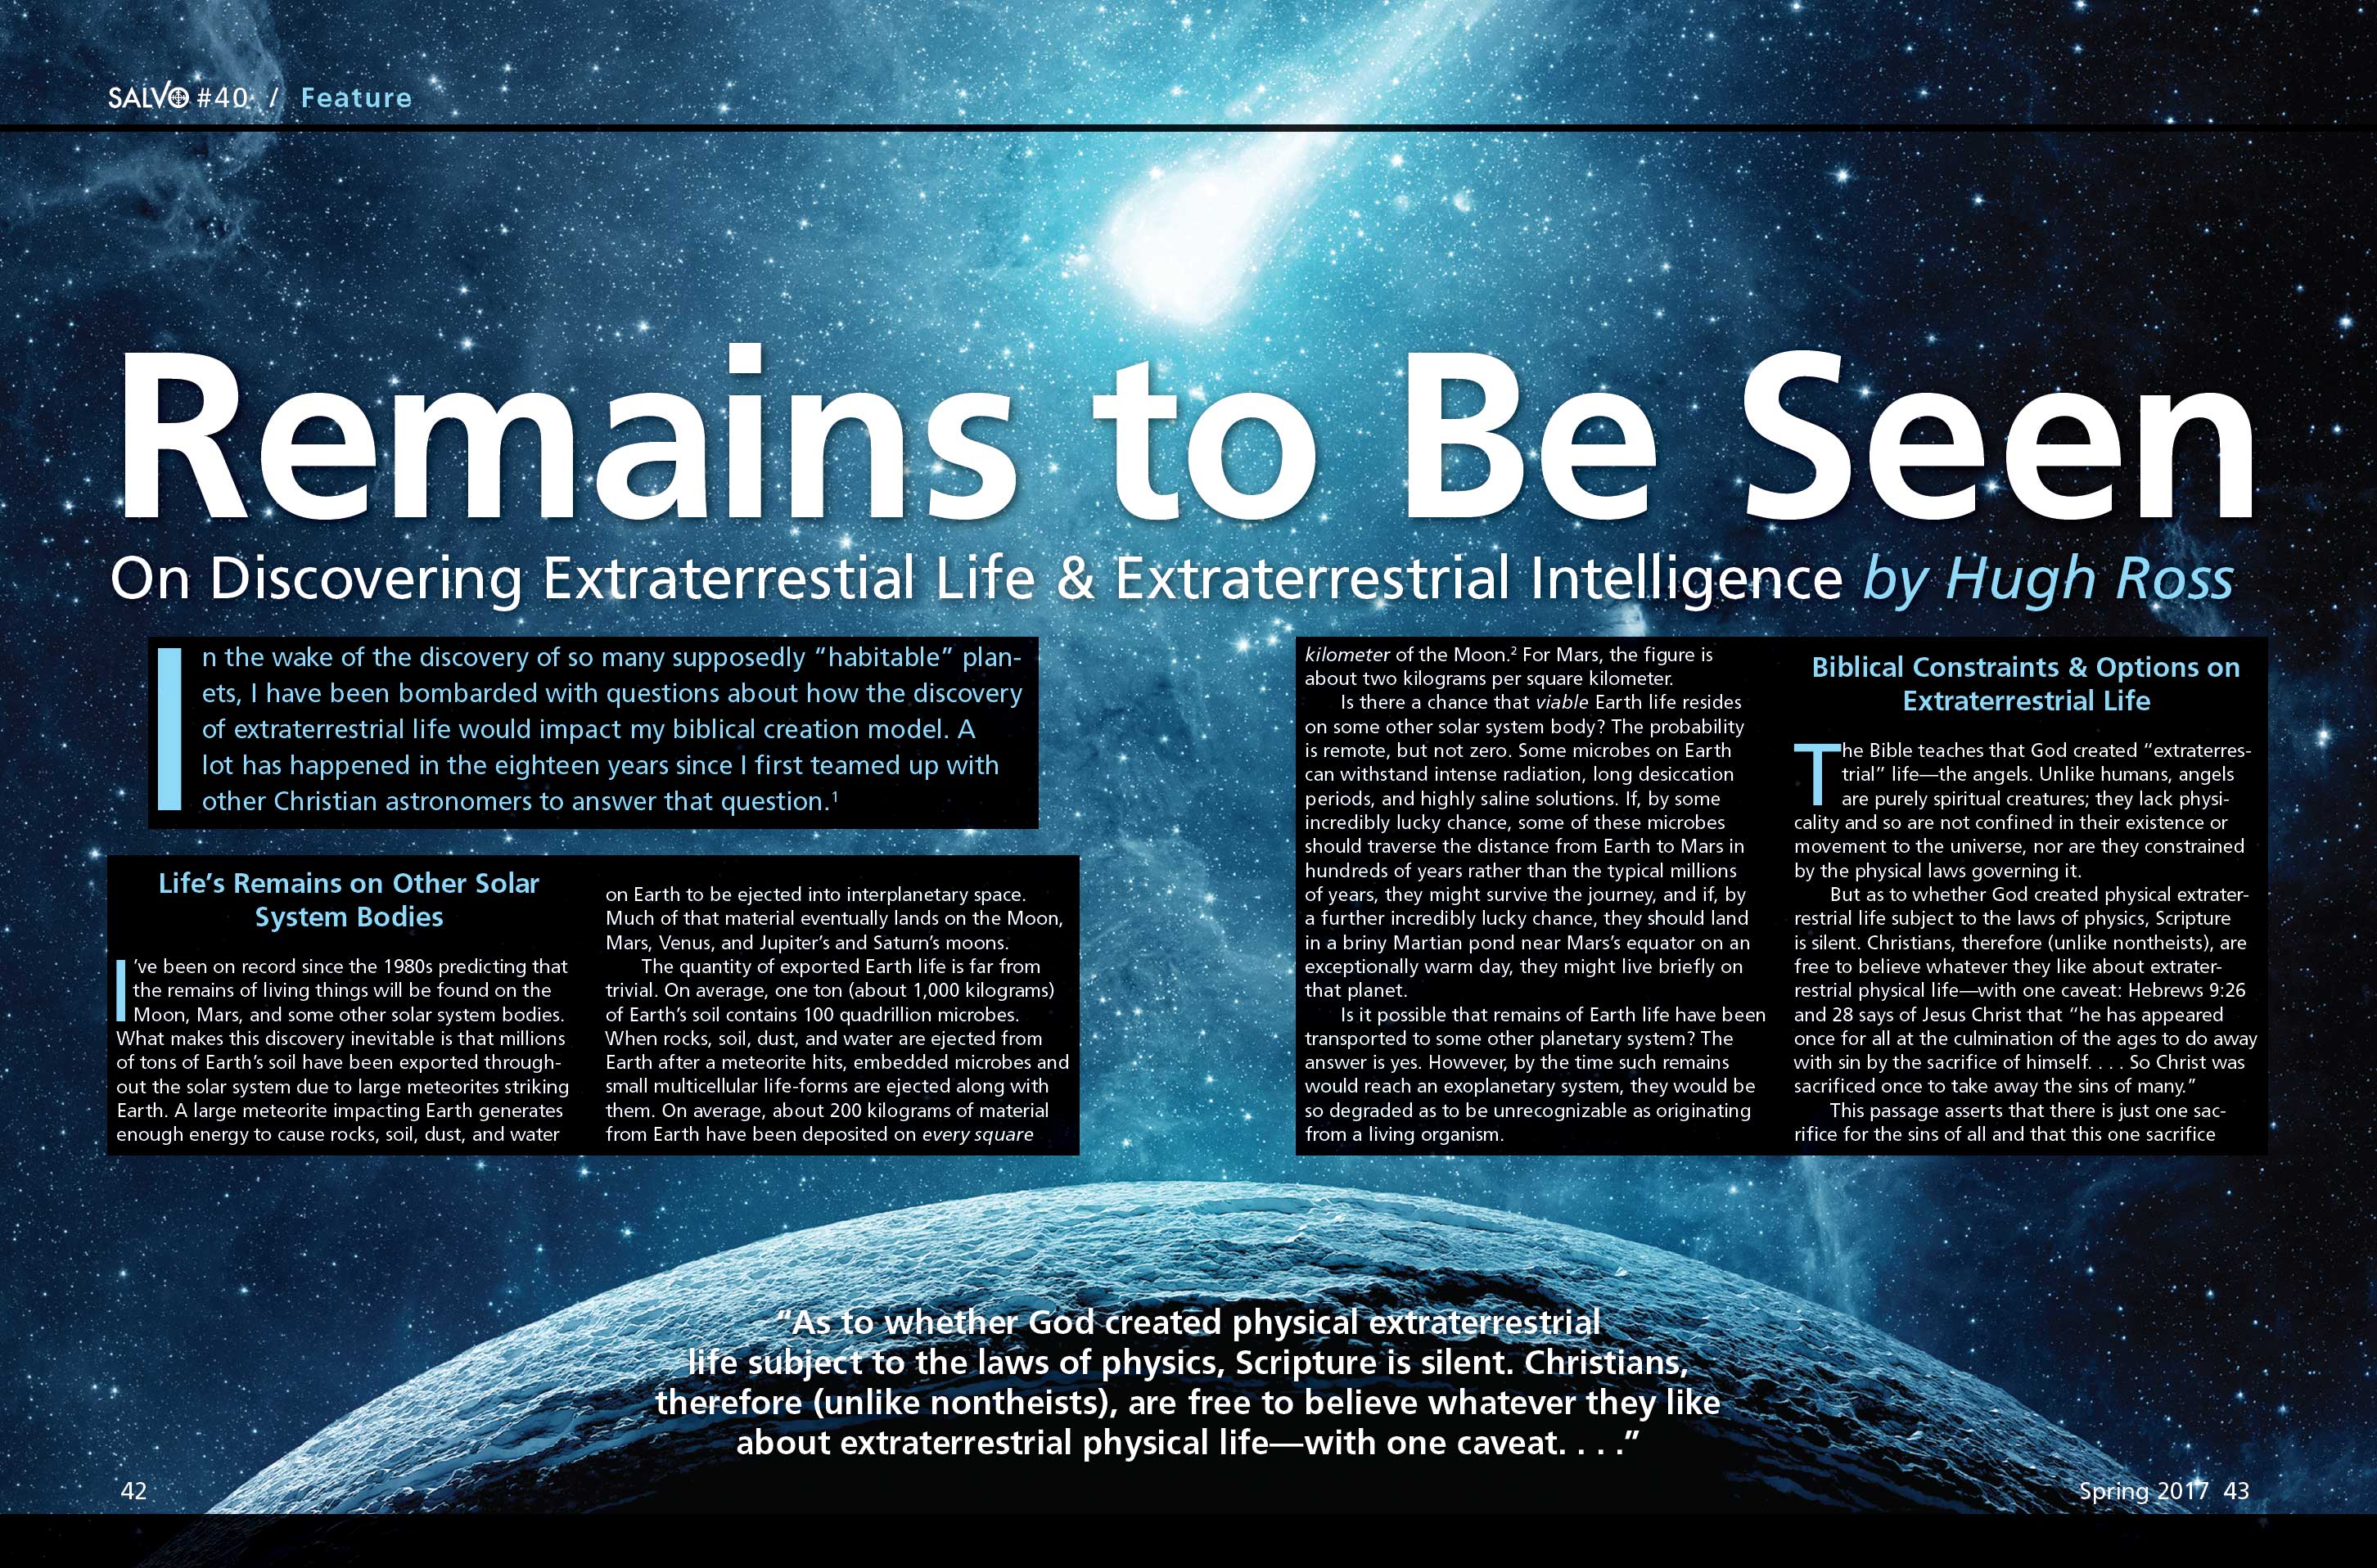 SALVO #40 / Feature
Remains to Be Seen
On Discovering Extraterrestial Life & Extraterrestrial Intelligence by Hugh Ross
In the wake of the discovery of so many supposedly “habitable” plan-
ets, I have been bombarded with questions about how the discovery
of extraterrestrial life would impact my biblical creation model. A
lot has happened in the eighteen years since I first teamed up with
other Christian astronomers to answer that question.1
Life’s Remains on Other Solar
System Bodies
I’ve been on record since the 1980s predicting that
the remains of living things will be found on the
Moon, Mars, and some other solar system bodies.
What makes this discovery inevitable is that millions
of tons of Earth’s soil have been exported through-
out the solar system due to large meteorites striking
Earth. A large meteorite impacting Earth generates
enough energy to cause rocks, soil, dust, and water
on Earth to be ejected into interplanetary space.
Much of that material eventually lands on the Moon,
Mars, Venus, and Jupiter’s and Saturn’s moons.
The quantity of exported Earth life is far from
trivial. On average, one ton (about 1,000 kilograms)
of Earth’s soil contains 100 quadrillion microbes.
When rocks, soil, dust, and water are ejected from
Earth after a meteorite hits, embedded microbes and
small multicellular life-forms are ejected along with
them. On average, about 200 kilograms of material
from Earth have been deposited on every square
kilometer of the Moon.2 For Mars, the figure is
about two kilograms per square kilometer.
Is there a chance that viable Earth life resides
on some other solar system body? The probability
is remote, but not zero. Some microbes on Earth
can withstand intense radiation, long desiccation
periods, and highly saline solutions. If, by some
incredibly lucky chance, some of these microbes
should traverse the distance from Earth to Mars in
hundreds of years rather than the typical millions
of years, they might survive the journey, and if, by
a further incredibly lucky chance, they should land
in a briny Martian pond near Mars’s equator on an
exceptionally warm day, they might live briefly on
that planet.
Is it possible that remains of Earth life have been
transported to some other planetary system? The
answer is yes. However, by the time such remains
would reach an exoplanetary system, they would be
so degraded as to be unrecognizable as originating
from a living organism.
Biblical Constraints & Options on
Extraterrestrial Life
The Bible teaches that God created “extraterres-
trial” life—the angels. Unlike humans, angels
are purely spiritual creatures; they lack physi-
cality and so are not confined in their existence or
movement to the universe, nor are they constrained
by the physical laws governing it.
But as to whether God created physical extrater-
restrial life subject to the laws of physics, Scripture
is silent. Christians, therefore (unlike nontheists), are
free to believe whatever they like about extrater-
restrial physical life—with one caveat: Hebrews 9:26
and 28 says of Jesus Christ that “he has appeared
once for all at the culmination of the ages to do away
with sin by the sacrifice of himself. . . . So Christ was
sacrificed once to take away the sins of many.”
This passage asserts that there is just one sac-
rifice for the sins of all and that this one sacrifice
“As to whether God created physical extraterrestrial
life subject to the laws of physics, Scripture is silent. Christians,
therefore (unlike nontheists), are free to believe whatever they like
about extraterrestrial physical life—with one caveat. . . .”
42
Spring 2017 43